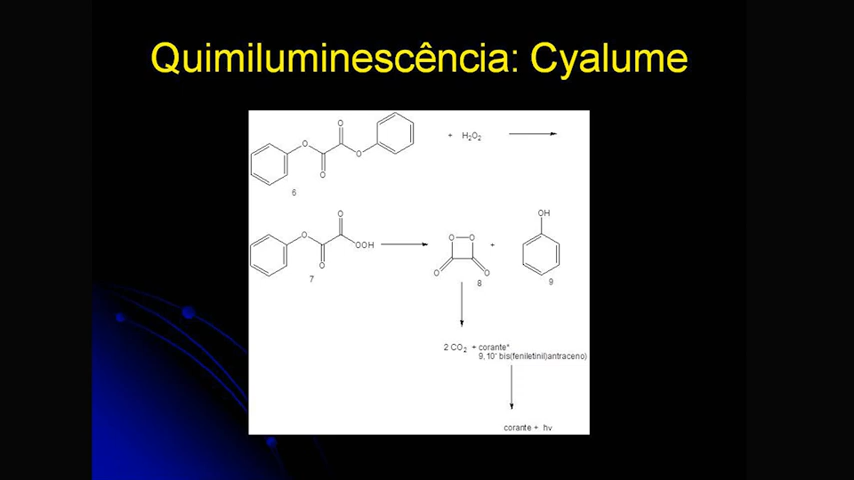 Quimiluminescência: Cyalume
O
O
O
O
+ H2O2
6
O
O
O
OOH
7
O
O
O
O
8
+
OH
9
2 CO2 + corante*
9, 10- bis(feniletinil)antraceno)
corante + hν